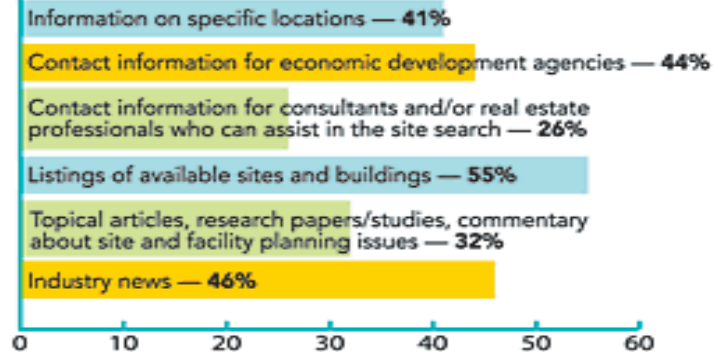 Information on specific locations — 41%
Contact information for economic development agencies — 44%
Contact information for consultants and/or real estate
professionals who can assist in the site search — 26%
Listings of available sites and buildings — 55%
Topical articles, research papers/studies, commentary
about site and facility planning issues — 32%
Industry news — 46%
0 10 20 30 40 50 60